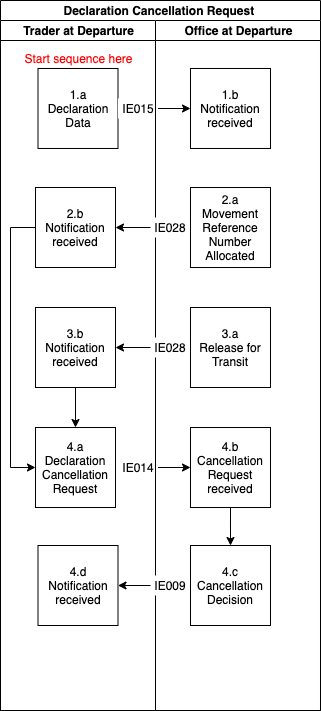 Declaration Cancellation Request
Trader at Departure
Office at Departure
Start sequence here
1.a
Declaration
Data
IE015
1.b
Notification
received
2.b
Notification
received
IE028
2.a
Movement
Reference
Number
Allocated
3.b
Notification
received
IE028
3.a
Release for
Transit
4.a
Declaration
Cancellation
Request
IE014
4.b
Cancellation
Request
received
4.d
Notification
received
IE009
4.c
Cancellation
Decision